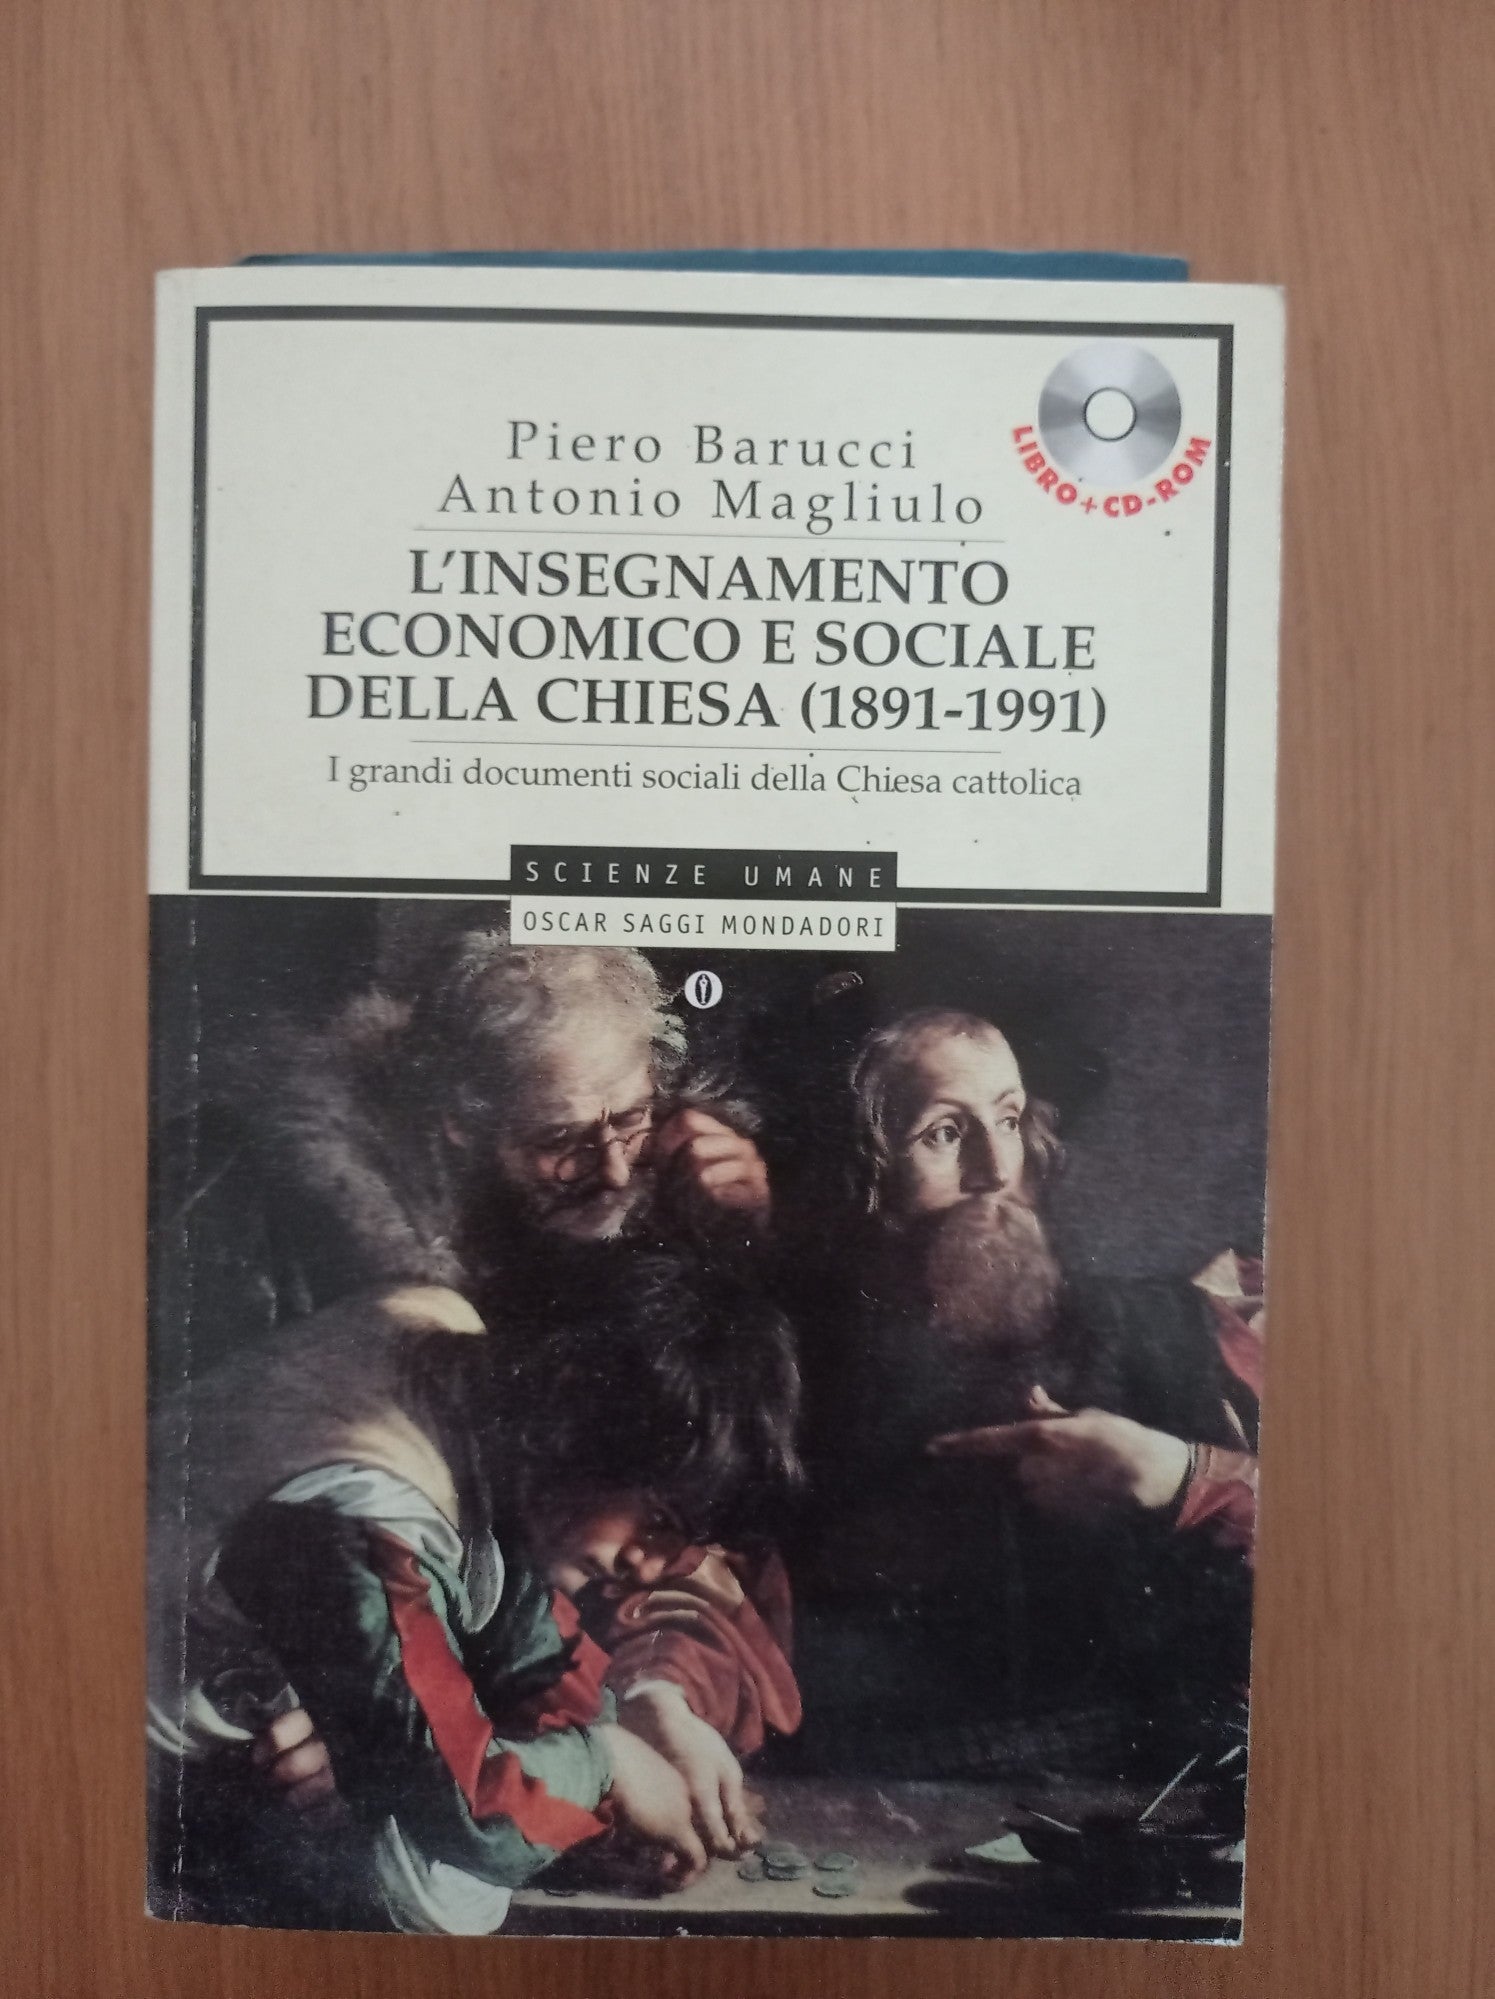 Piero Barucci
Antonio Magliulo
L'INSEGNAMENTO
ECONOMICO E SOCIALE
DELLA CHIESA (1891-1991)
I grandi documenti sociali della Chiesa cattolica
LIBRO+CD-ROM
SCIENZE UMANE
OSCAR SAGGI MONDADORI